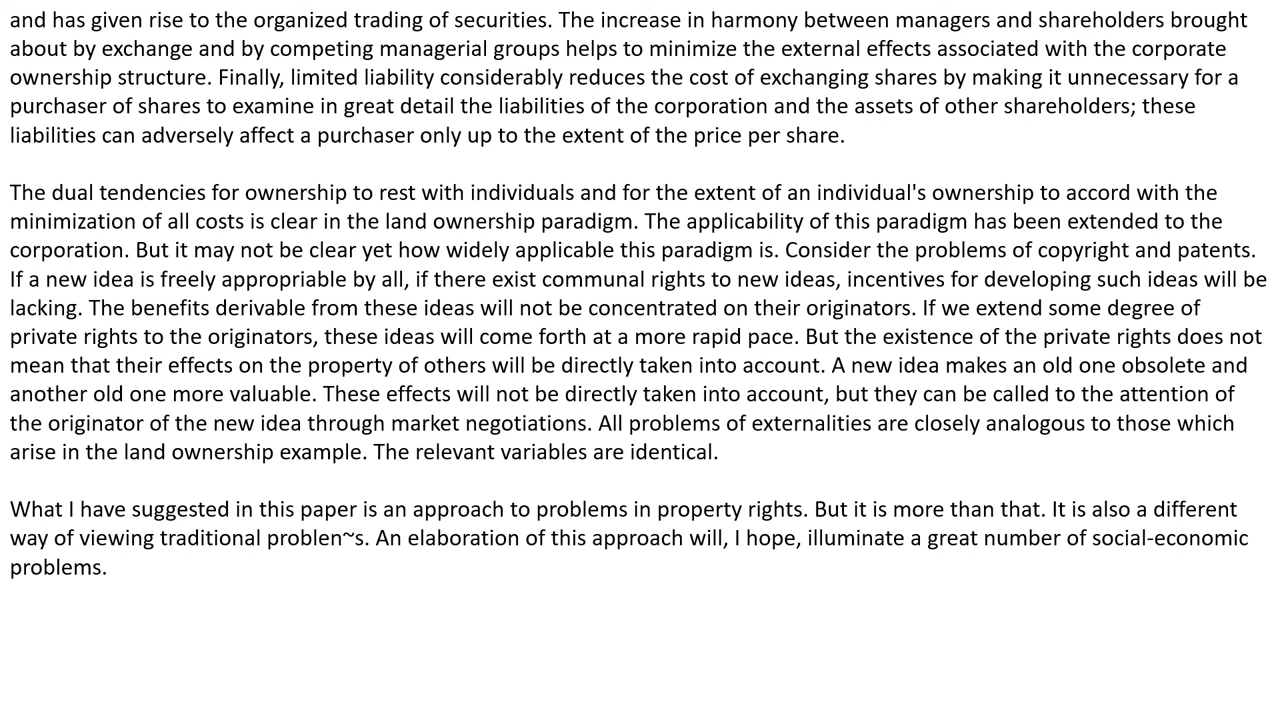 and has given rise to the organized trading of securities. The increase in harmony between managers and shareholders brought
about by exchange and by competing managerial groups helps to minimize the external effects associated with the corporate
ownership structure. Finally, limited liability considerably reduces the cost of exchanging shares by making it unnecessary for a
purchaser of shares to examine in great detail the liabilities of the corporation and the assets of other shareholders; these
liabilities can adversely affect a purchaser only up to the extent of the price per share.

The dual tendencies for ownership to rest with individuals and for the extent of an individual's ownership to accord with the
minimization of all costs is clear in the land ownership paradigm. The applicability of this paradigm has been extended to the
corporation. But it may not be clear yet how widely applicable this paradigm is. Consider the problems of copyright and patents.
If a new idea is freely appropriable by all, if there exist communal rights to new ideas, incentives for developing such ideas will be
lacking. The benefits derivable from these ideas will not be concentrated on their originators. If we extend some degree of
private rights to the originators, these ideas will come forth at a more rapid pace. But the existence of the private rights does not
mean that their effects on the property of others will be directly taken into account. A new idea makes an old one obsolete and
another old one more valuable. These effects will not be directly taken into account, but they can be called to the attention of
the originator of the new idea through market negotiations. All problems of externalities are closely analogous to those which
arise in the land ownership example. The relevant variables are identical.

What I have suggested in this paper is an approach to problems in property rights. But it is more than that. It is also a different
way of viewing traditional problen~s. An elaboration of this approach will, I hope, illuminate a great number of social-economic
problems.